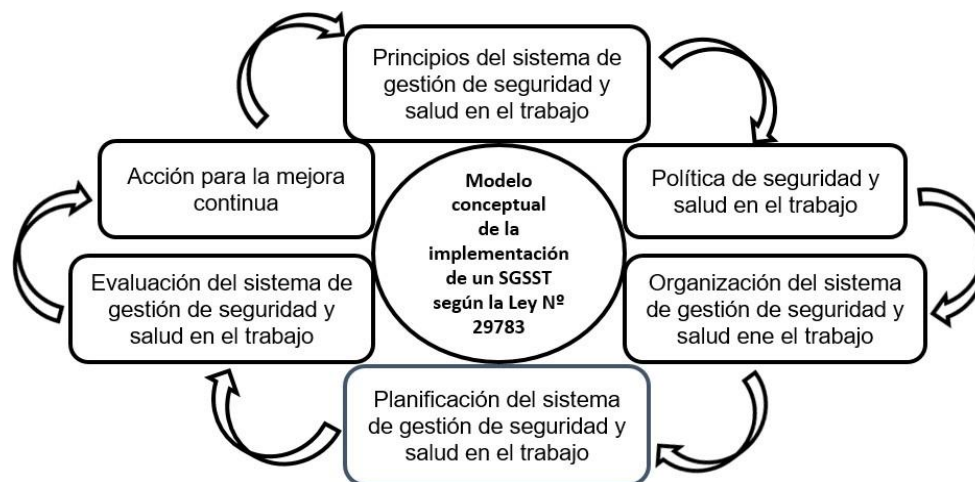 Principios del sistema de
gestión de seguridad y
salud en el trabajo
Acción para la mejora
continua
Modelo
conceptual
de la
implementación
de un SGSST
según la Ley Nº
29783
Política de seguridad y
salud en el trabajo
Evaluación del sistema de
gestión de seguridad y
salud en el trabajo
Organización del sistema
de gestión de seguridad y
salud ene el trabajo
Planificación del sistema
de gestión de seguridad y
salud en el trabajo